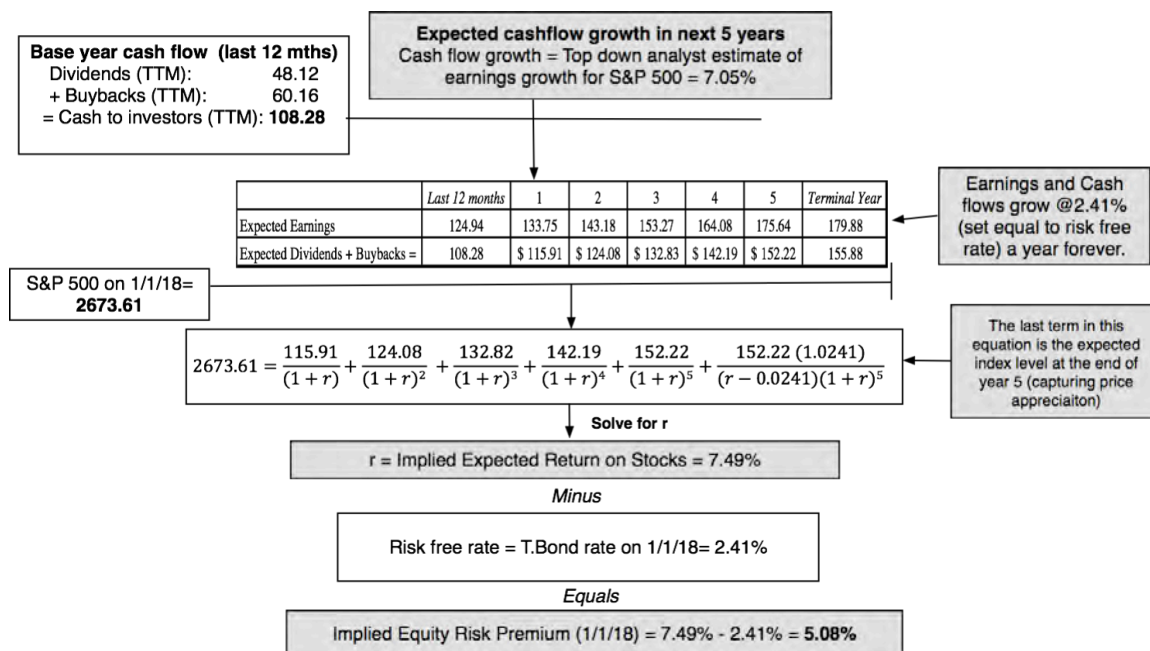 Expected cashflow growth in next 5 years
Cash flow growth = Top down analyst estimate of
earnings growth for S&P 500 = 7.05%
Base year cash flow (last 12 mths)
Dividends (TTM): 48.12
+ Buybacks (TTM): 60.16
= Cash to investors (TTM): 108.28
Last 12 months 1 2 3 4 5 Terminal Year
Expected Earnings 124.94 133.75 143.18 153.27 164.08 175.64 179.88
Expected Dividends + Buybacks = 108.28 $ 115.91 $ 124.08 $ 132.83 $ 142.19 $ 152.22 155.88
Earnings and Cash
flows grow @2.41%
(set equal to risk free
rate) a year forever.
S&P 500 on 1/1/18=
2673.61
2673.61 = 115.91/(1 + r) + 124.08/(1 + r)² + 132.82/(1 + r)³ + 142.19/(1 + r)⁴ + 152.22/(1 + r)⁵ + 152.22 (1.0241)/(r − 0.0241)(1 + r)⁵
The last term in this
equation is the expected
index level at the end of
year 5 (capturing price
appreciaiton)
Solve for r
r = Implied Expected Return on Stocks = 7.49%
Minus
Risk free rate = T.Bond rate on 1/1/18= 2.41%
Equals
Implied Equity Risk Premium (1/1/18) = 7.49% - 2.41% = 5.08%